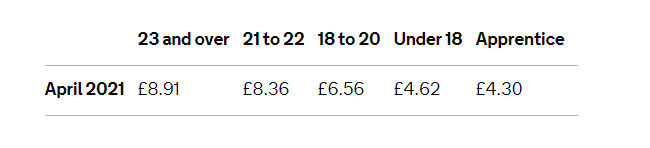 23 and over 21 to 22 18 to 20 Under 18 Apprentice
April 2021 £8.91 £8.36 £6.56 £4.62 £4.30